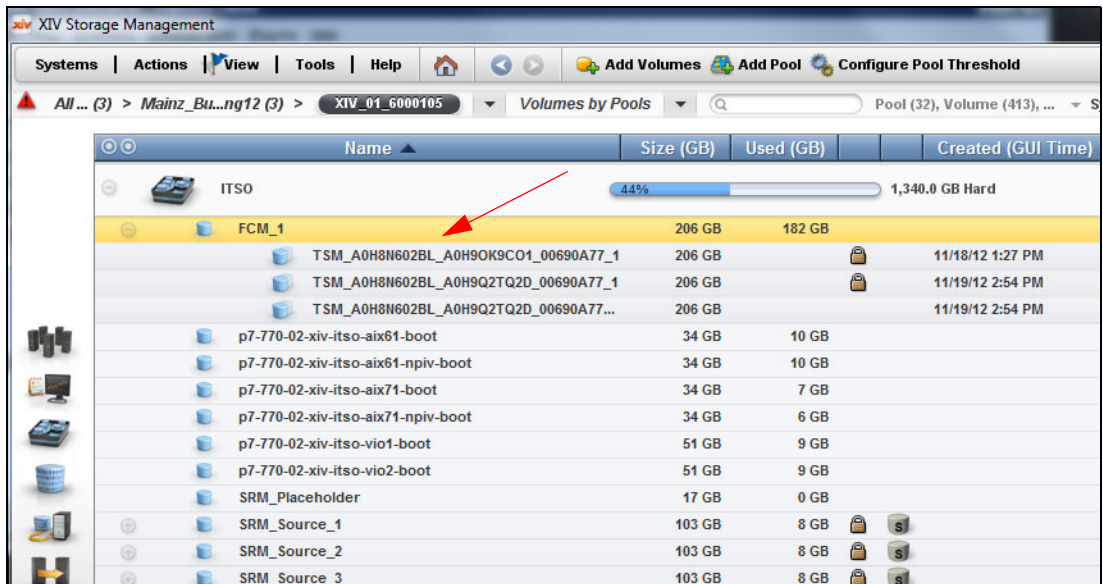 xiv XIV Storage Management
Systems | Actions | View | Tools | Help Add Volumes Add Pool Configure Pool Threshold
All ... (3) > Mainz_Bu...ng12 (3) > XIV_01_6000105 Volumes by Pools Pool (32), Volume (413), ... S
Name Size (GB) Used (GB) Created (GUI Time)
ITSO 44% 1,340.0 GB Hard
FCM_1 206 GB 182 GB
TSM_A0H8N602BL_A0H9OK9CO1_00690A77_1 206 GB 11/18/12 1:27 PM
TSM_A0H8N602BL_A0H9Q2TQ2D_00690A77_1 206 GB 11/19/12 2:54 PM
TSM_A0H8N602BL_A0H9Q2TQ2D_00690A77... 206 GB 11/19/12 2:54 PM
p7-770-02-xiv-itso-aix61-boot 34 GB 10 GB
p7-770-02-xiv-itso-aix61-npiv-boot 34 GB 10 GB
p7-770-02-xiv-itso-aix71-boot 34 GB 7 GB
p7-770-02-xiv-itso-aix71-npiv-boot 34 GB 6 GB
p7-770-02-xiv-itso-vio1-boot 51 GB 9 GB
p7-770-02-xiv-itso-vio2-boot 51 GB 9 GB
SRM_Placeholder 17 GB 0 GB
SRM_Source_1 103 GB 8 GB S
SRM_Source_2 103 GB 8 GB S
SRM_Source_3 103 GB 8 GB S